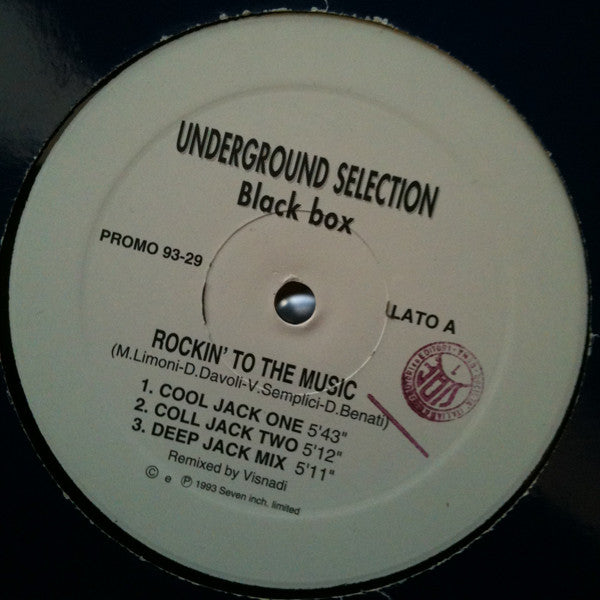 UNDERGROUND SELECTION
Black box
PROMO 93-29
LATO A
ROCKIN' TO THE MUSIC
(M.Limoni-D.Davoli-V.Semplici-D.Benati)
1. COOL JACK ONE 5'43"
2. COLL JACK TWO 5'12"
3. DEEP JACK MIX 5'11"
Remixed by Visnadi
© e ℗ 1993 Seven inch. limited